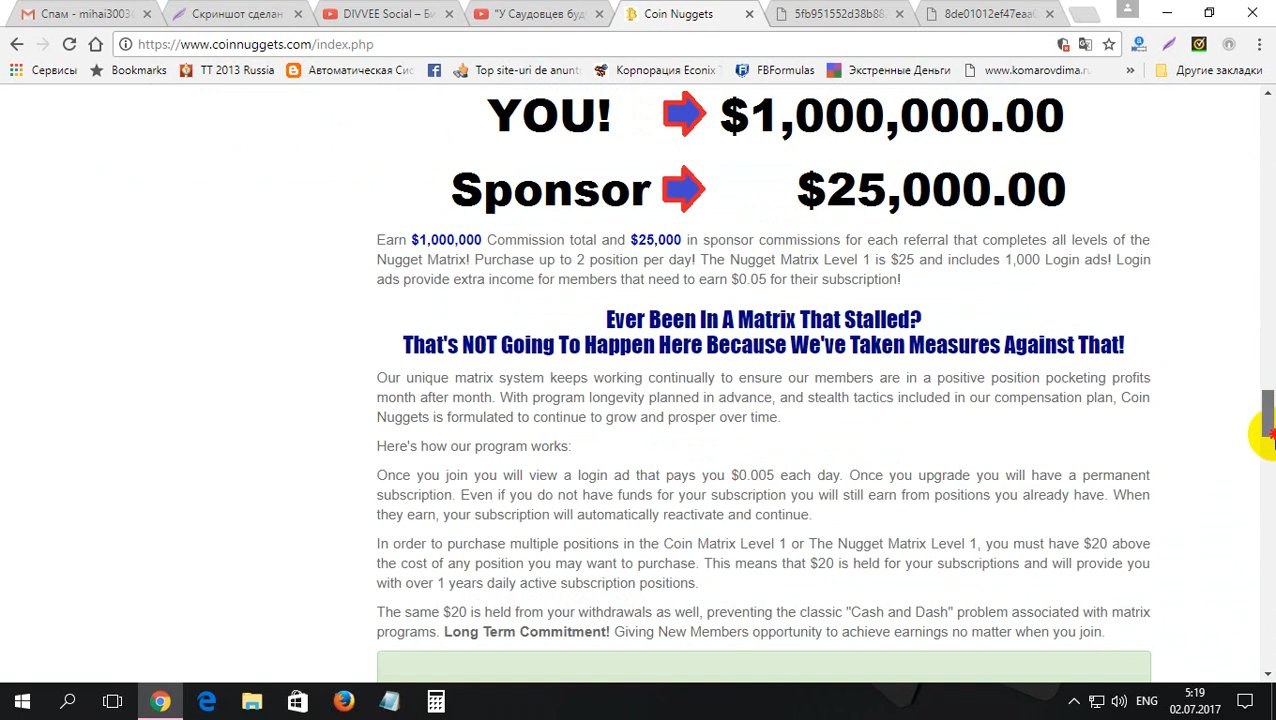 Спам - mihai3003
Скриншот сделан
DIVVEE Social – Би
"У Саудовцев буд
Coin Nuggets
5fb951552d38b88
8de01012ef47eaa0
https://www.coinnuggets.com/index.php
Сервисы
Bookmarks
TT 2013 Russia
Автоматическая Сис
Top site-uri de anunt
Корпорация Econix
FBFormulas
Экстренные Деньги
www.komarovdima.r
Другие закладки
YOU! $1,000,000.00
Sponsor $25,000.00
Earn $1,000,000 Commission total and $25,000 in sponsor commissions for each referral that completes all levels of the
Nugget Matrix! Purchase up to 2 position per day! The Nugget Matrix Level 1 is $25 and includes 1,000 Login ads! Login
ads provide extra income for members that need to earn $0.05 for their subscription!
Ever Been In A Matrix That Stalled?
That's NOT Going To Happen Here Because We've Taken Measures Against That!
Our unique matrix system keeps working continually to ensure our members are in a positive position pocketing profits
month after month. With program longevity planned in advance, and stealth tactics included in our compensation plan, Coin
Nuggets is formulated to continue to grow and prosper over time.
Here's how our program works:
Once you join you will view a login ad that pays you $0.005 each day. Once you upgrade you will have a permanent
subscription. Even if you do not have funds for your subscription you will still earn from positions you already have. When
they earn, your subscription will automatically reactivate and continue.
In order to purchase multiple positions in the Coin Matrix Level 1 or The Nugget Matrix Level 1, you must have $20 above
the cost of any position you may want to purchase. This means that $20 is held for your subscriptions and will provide you
with over 1 years daily active subscription positions.
The same $20 is held from your withdrawals as well, preventing the classic "Cash and Dash" problem associated with matrix
programs. Long Term Commitment! Giving New Members opportunity to achieve earnings no matter when you join.
ENG
5:19
02.07.2017